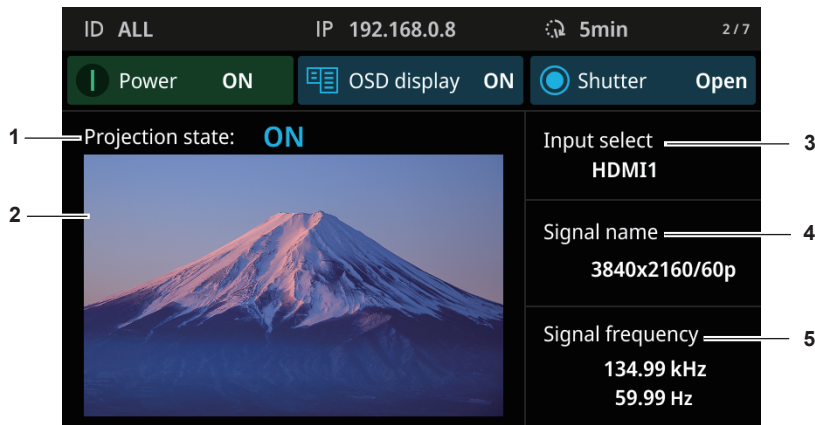 ID ALL IP 192.168.0.8 5min 2/7
Power ON OSD display ON Shutter Open
1 Projection state: ON
2
Input select 3
HDMI1
Signal name 4
3840x2160/60p
Signal frequency 5
134.99 kHz
59.99 Hz